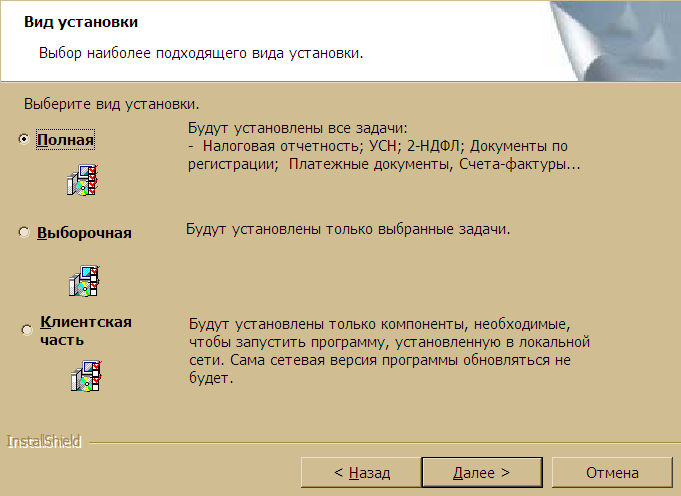 Вид установки
Выбор наиболее подходящего вида установки.
Выберите вид установки.
Полная
Будут установлены все задачи:
- Налоговая отчетность; УСН; 2-НДФЛ; Документы по
регистрации; Платежные документы, Счета-фактуры...
Выборочная
Будут установлены только выбранные задачи.
Клиентская
часть
Будут установлены только компоненты, необходимые,
чтобы запустить программу, установленную в локальной
сети. Сама сетевая версия программы обновляться не
будет.
InstallShield
< Назад
Далее >
Отмена